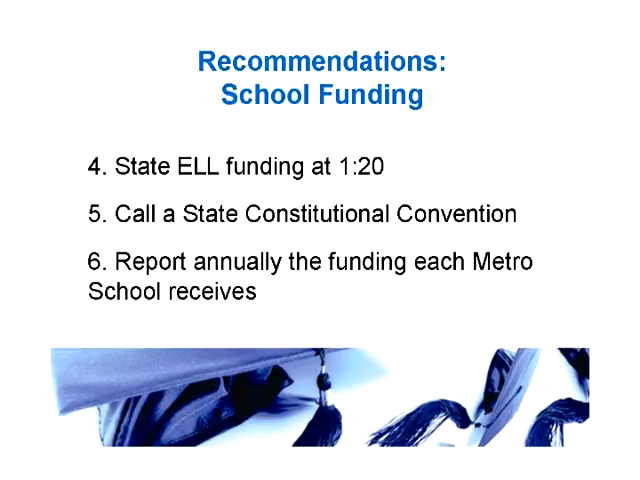 Recommendations:
School Funding
4. State ELL funding at 1:20
5. Call a State Constitutional Convention
6. Report annually the funding each Metro
School receives